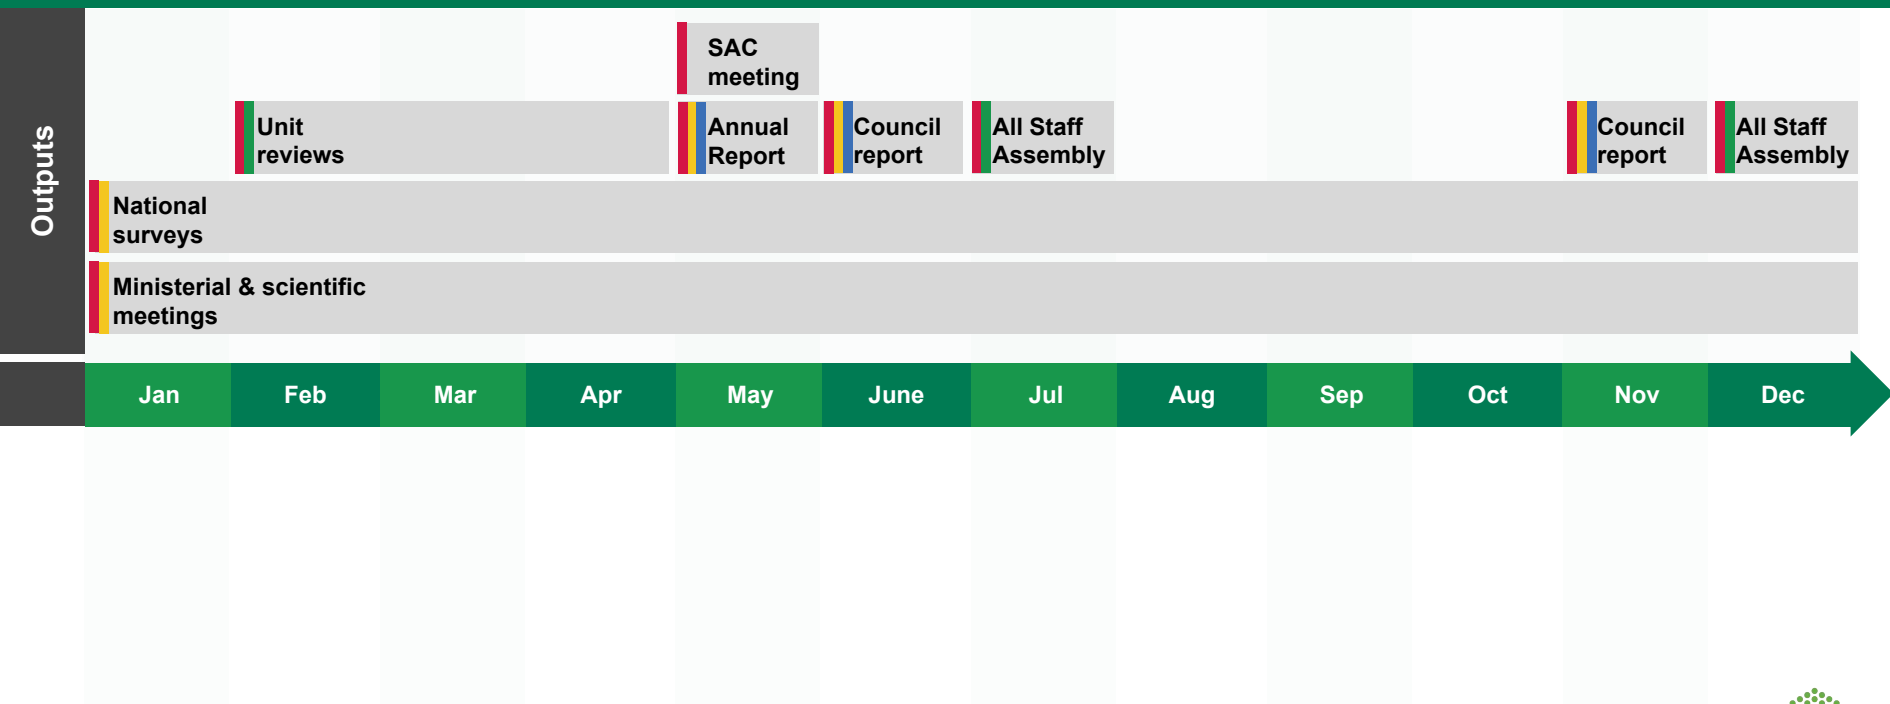 Outputs
SAC
meeting
Unit
reviews
Annual
Report
Council
report
All Staff
Assembly
Council
report
All Staff
Assembly
National
surveys
Ministerial & scientific
meetings
Jan Feb Mar Apr May June Jul Aug Sep Oct Nov Dec